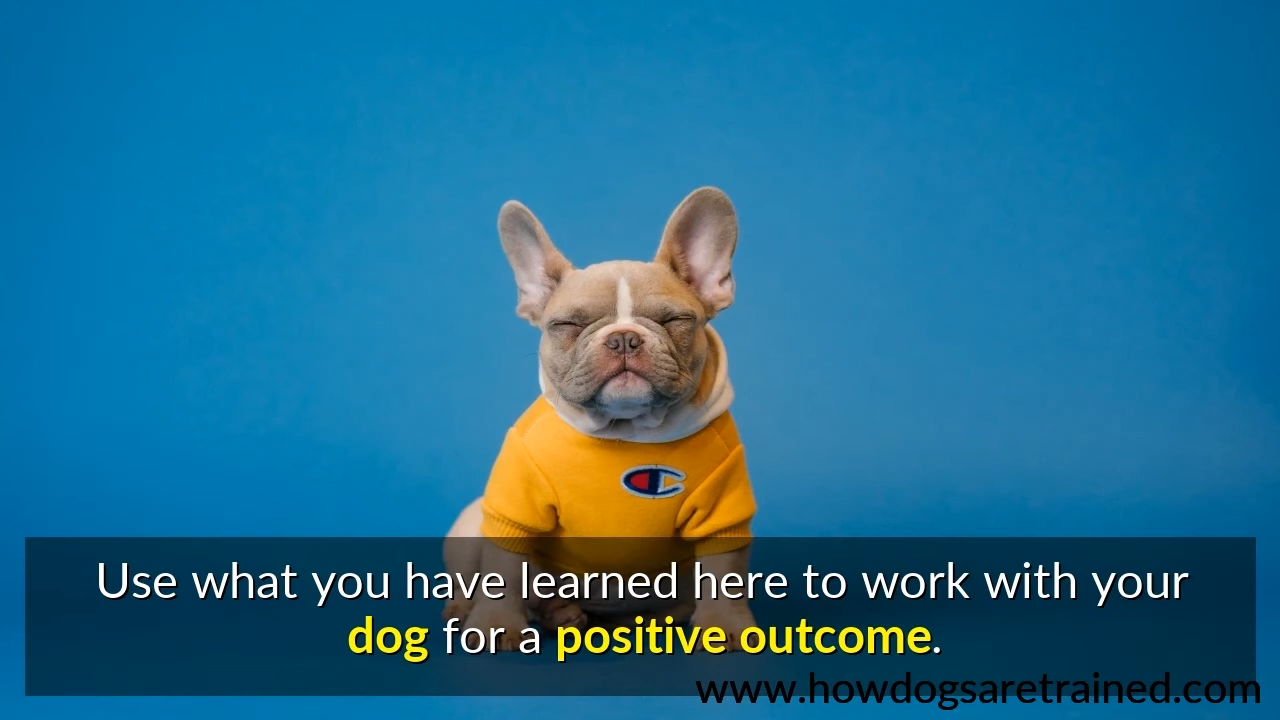 Use what you have learned here to work with your
dog for a positive outcome.
www.howdogsaretrained.com